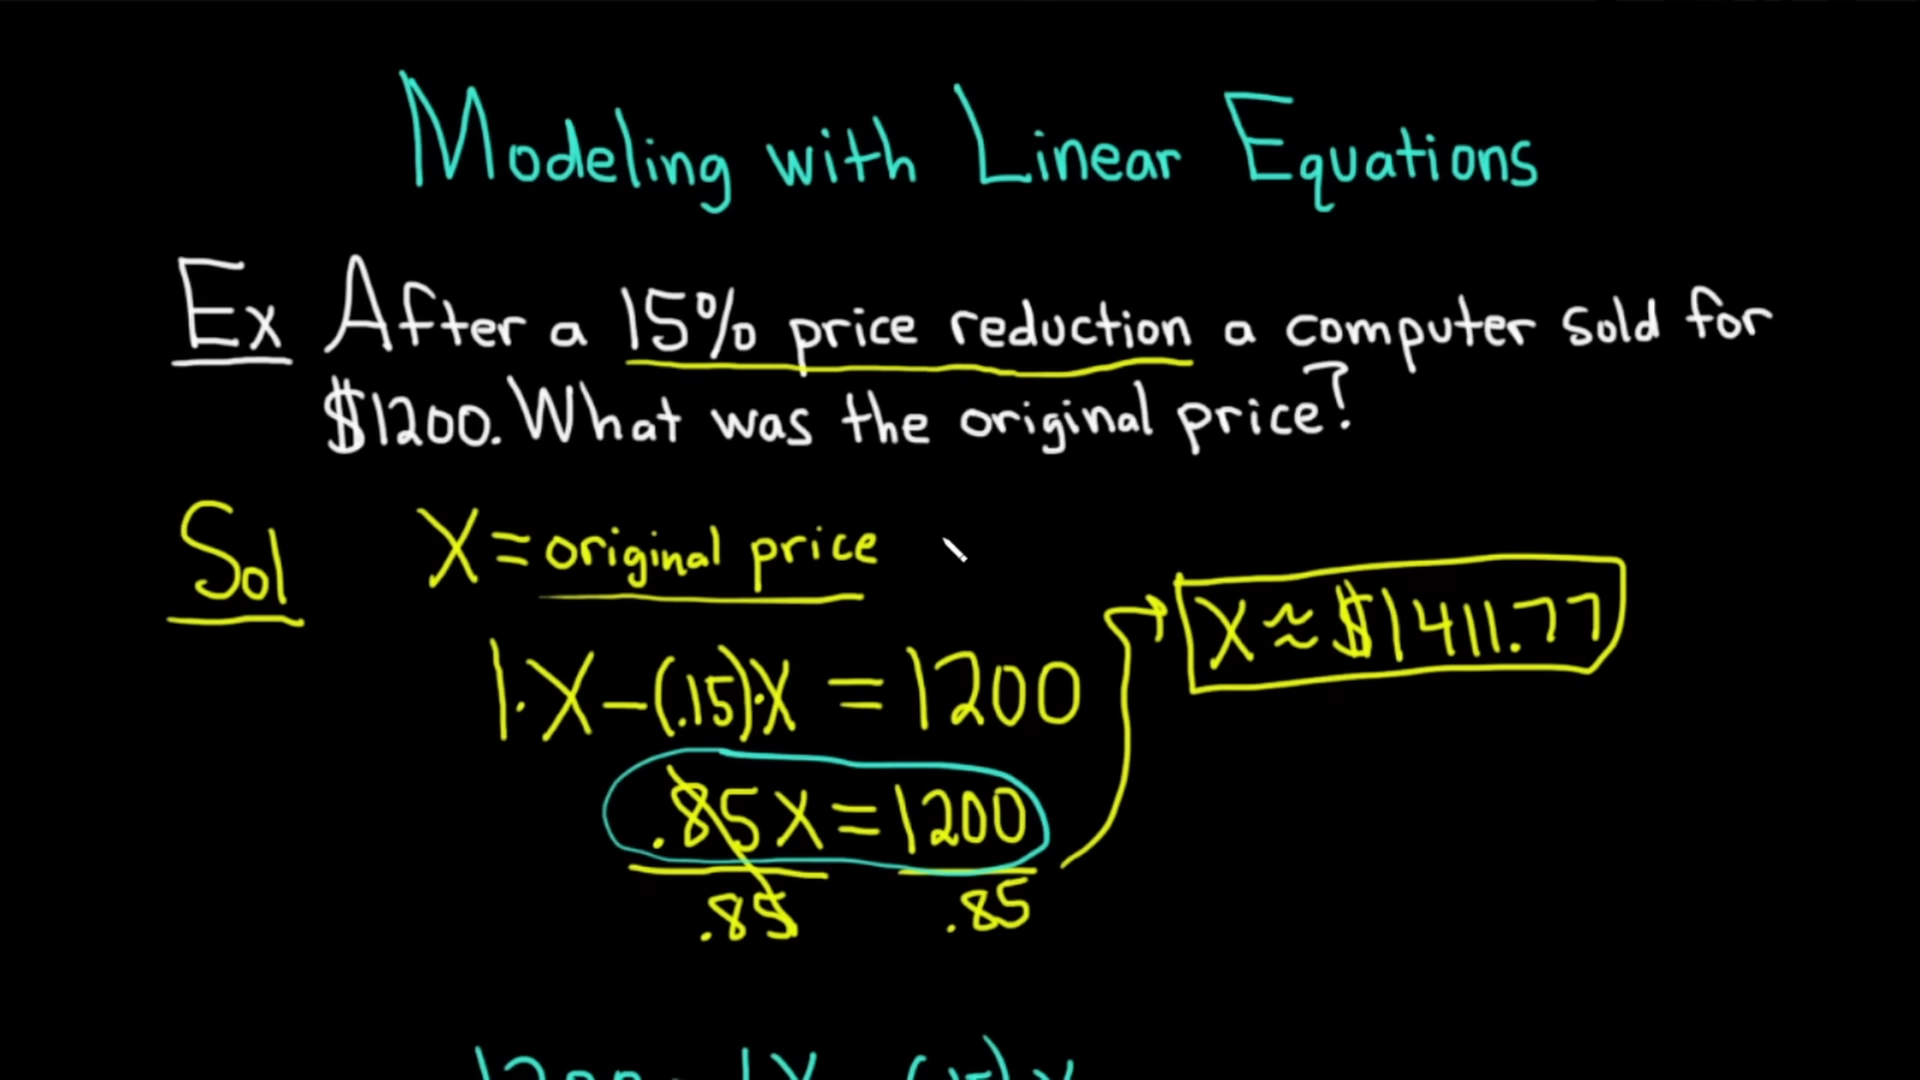 Modeling with Linear Equations
Ex After a 15% price reduction a computer sold for
$1200. What was the original price?
Sol X = original price
X ≈ $1411.77
1·X-(.15)·X = 1200
.85X = 1200
.85 .85